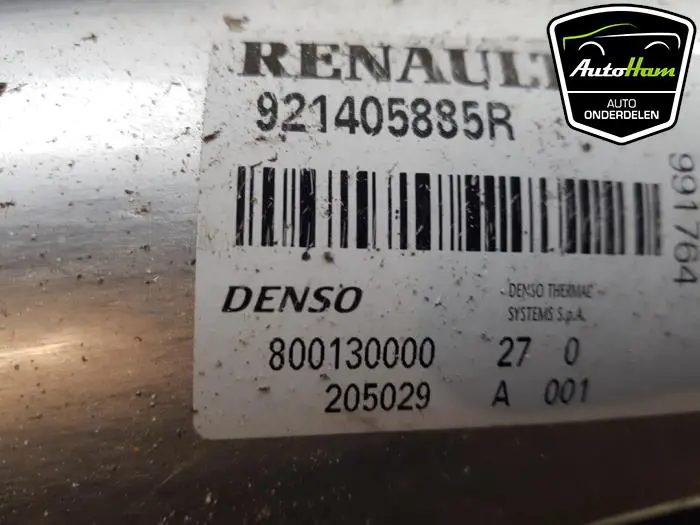 RENAULT
921405885R
991764
DENSO
DENSO THERMAL
SYSTEMS S.p.A.
800130000 27 0
205029 A 001
AutoHam
AUTO
ONDERDELEN